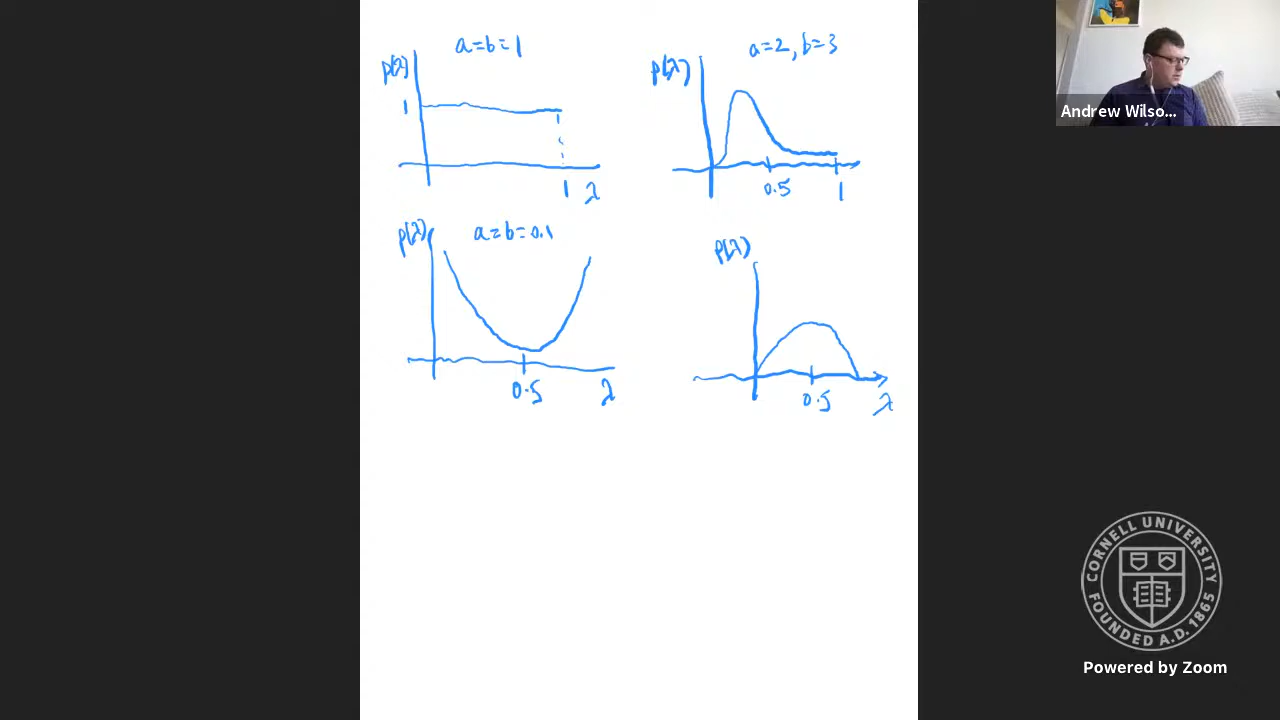 a=b=1
p(λ)
1
1 λ
a=2, b=3
p(λ)
0.5 1
a=b=0.1
p(λ)
0.5 λ
p(λ)
0.5 λ
Andrew Wilso...
CORNELL UNIVERSITY
FOUNDED A.D. 1865
Powered by Zoom